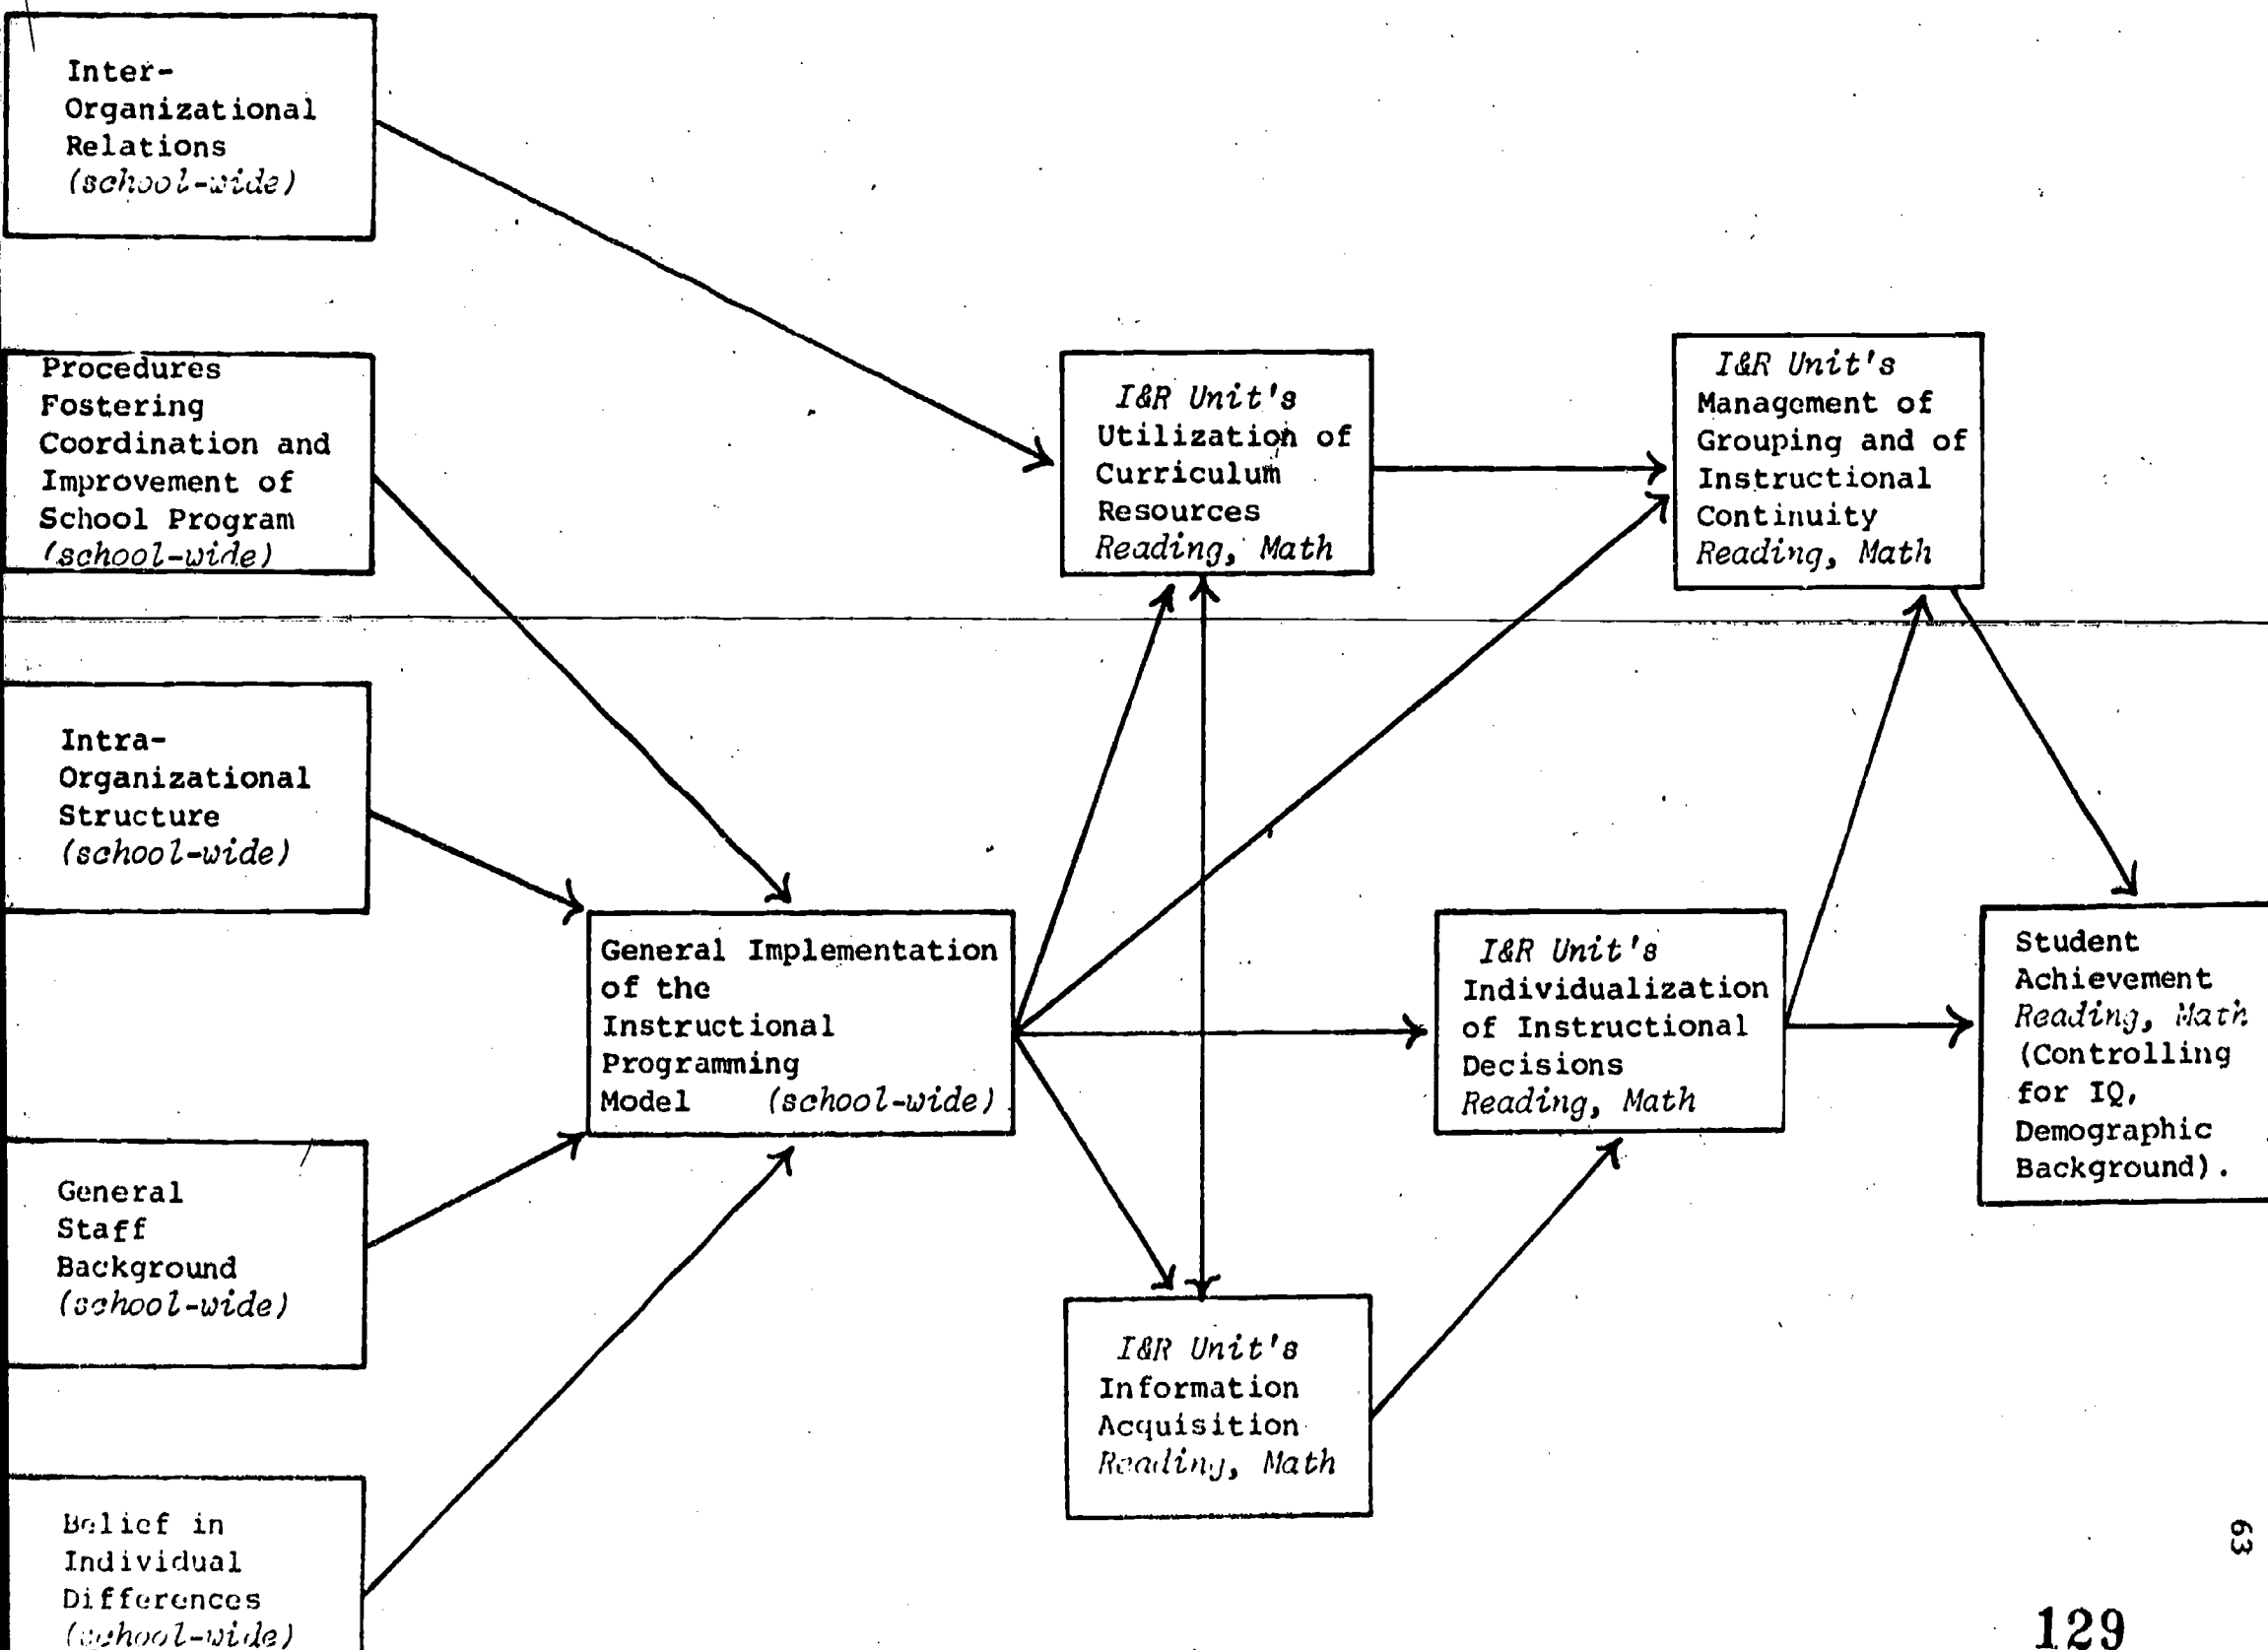 Inter-
Organizational
Relations
(school-wide)
Procedures
Fostering
Coordination and
Improvement of
School Program
(school-wide)
Intra-
Organizational
Structure
(school-wide)
General
Staff
Background
(school-wide)
Belief in
Individual
Differences
(school-wide)
General Implementation
of the
Instructional
Programming
Model (school-wide)
I&R Unit's
Utilization of
Curriculum
Resources
Reading, Math
I&R Unit's
Information
Acquisition
Reading, Math
I&R Unit's
Individualization
of Instructional
Decisions
Reading, Math
I&R Unit's
Management of
Grouping and of
Instructional
Continuity
Reading, Math
Student
Achievement
Reading, Math
(Controlling
for IQ,
Demographic
Background).
63
129